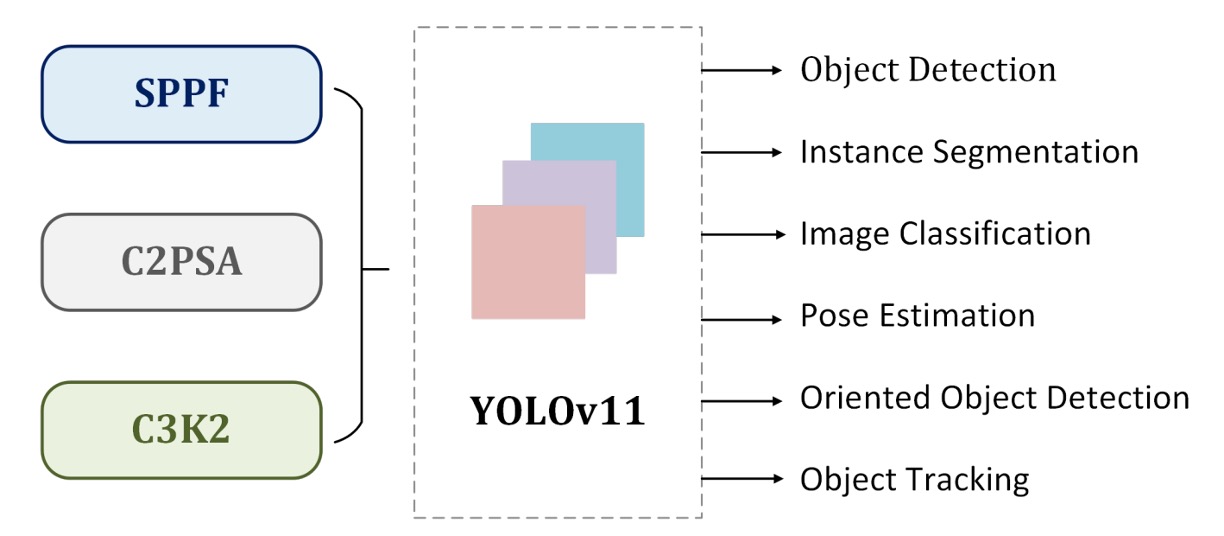 SPPF
C2PSA
C3K2
YOLOv11
Object Detection
Instance Segmentation
Image Classification
Pose Estimation
Oriented Object Detection
Object Tracking